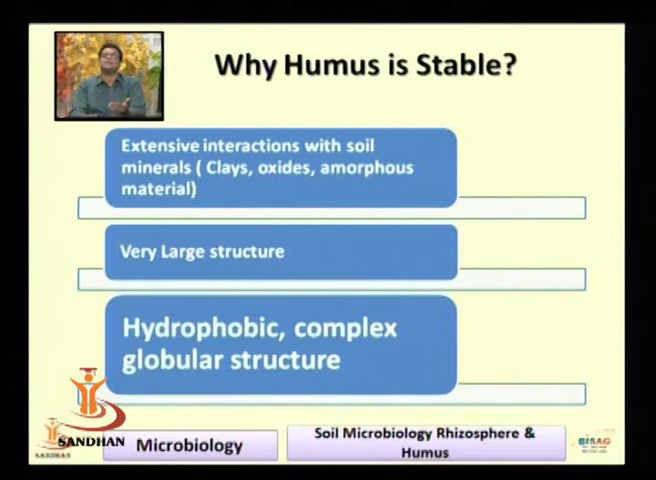 Why Humus is Stable?
Extensive interactions with soil
minerals ( Clays, oxides, amorphous
material)
Very Large structure
Hydrophobic, complex
globular structure
SANDHAN
SANDHAN
Microbiology
Soil Microbiology Rhizosphere &
Humus
BISAG